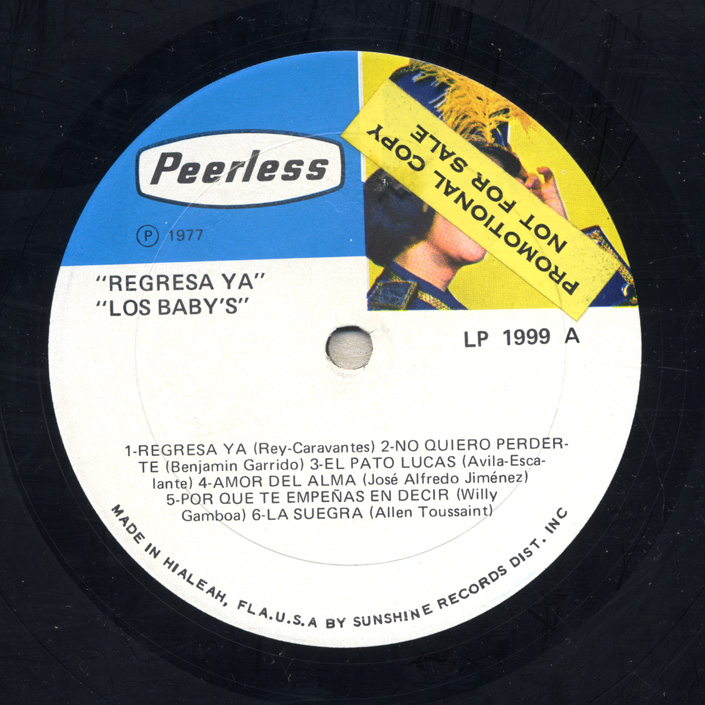 Peerless
PROMOTIONAL COPY
NOT FOR SALE
Ⓟ 1977
"REGRESA YA"
"LOS BABY'S"
LP 1999 A
1-REGRESA YA (Rey-Caravantes) 2-NO QUIERO PERDER-
TE (Benjamin Garrido) 3-EL PATO LUCAS (Avila-Esca-
lante) 4-AMOR DEL ALMA (José Alfredo Jiménez)
5-POR QUE TE EMPEÑAS EN DECIR (Willy
Gamboa) 6-LA SUEGRA (Allen Toussaint)
MADE IN HIALEAH, FLA.U.S.A BY SUNSHINE RECORDS DIST. INC